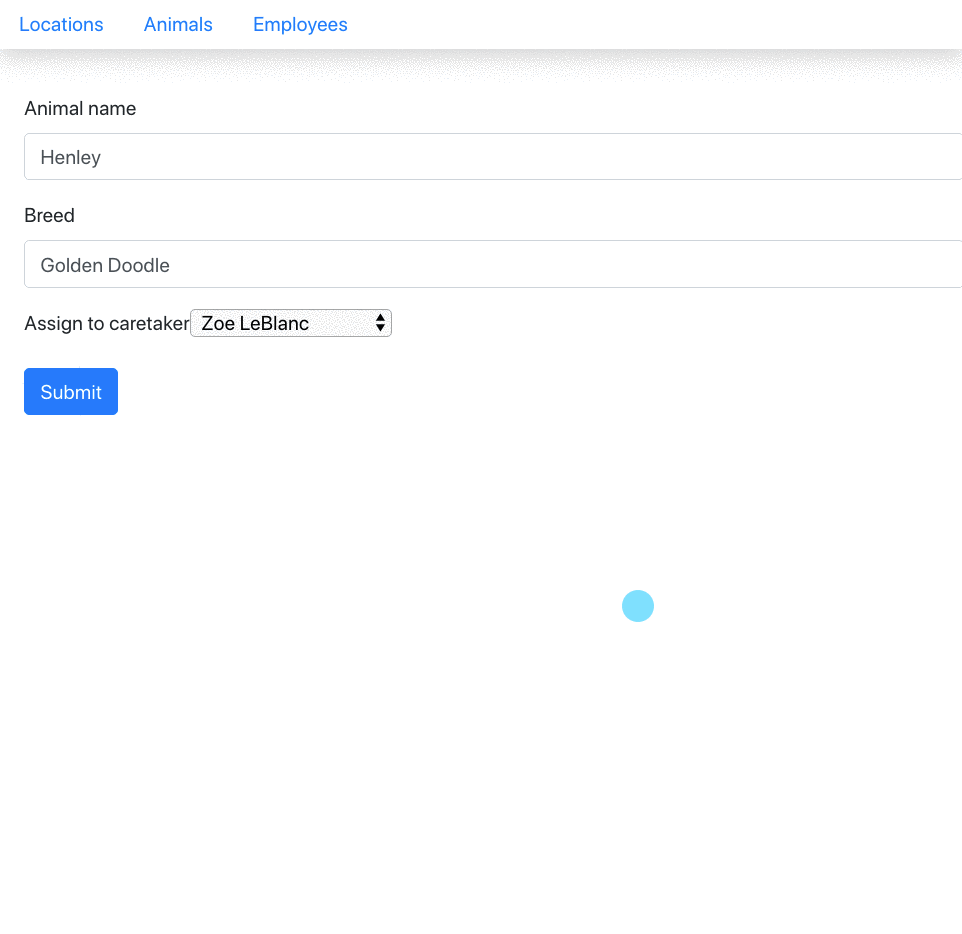 Locations Animals Employees
Animal name
Henley
Breed
Golden Doodle
Assign to caretaker Zoe LeBlanc
Submit